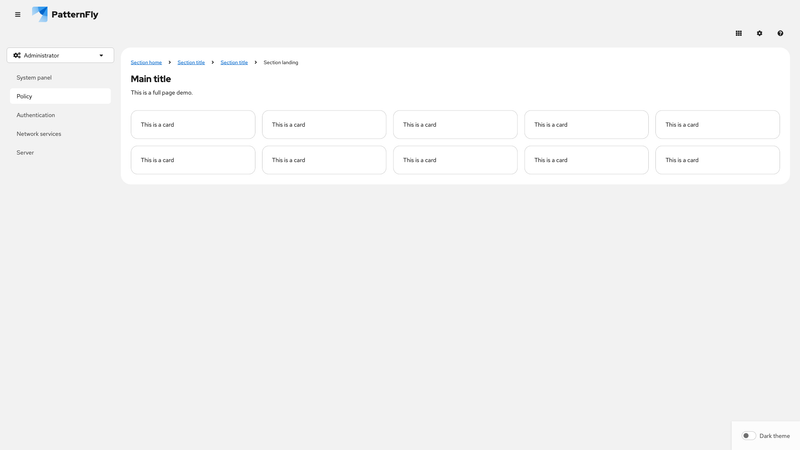 PatternFly
Administrator
System panel
Policy
Authentication
Network services
Server
Section home Section title Section title Section landing
Main title
This is a full page demo.
This is a card This is a card This is a card This is a card This is a card
This is a card This is a card This is a card This is a card This is a card
Dark theme